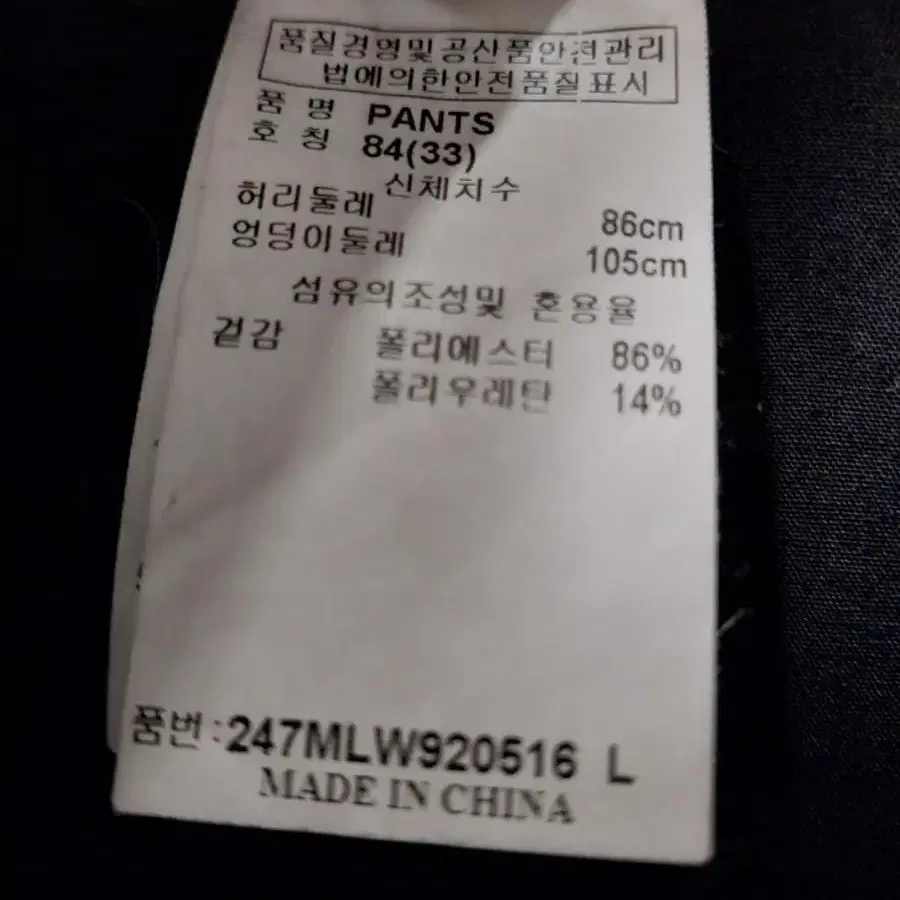 품질경영및공산품안전관리
법에의한안전품질표시
품 명 PANTS
호 칭 84(33)
신체치수
허리둘레 86cm
엉덩이둘레 105cm
섬유의조성및 혼용율
겉감 폴리에스터 86%
폴리우레탄 14%
품번:247MLW920516 L
MADE IN CHINA